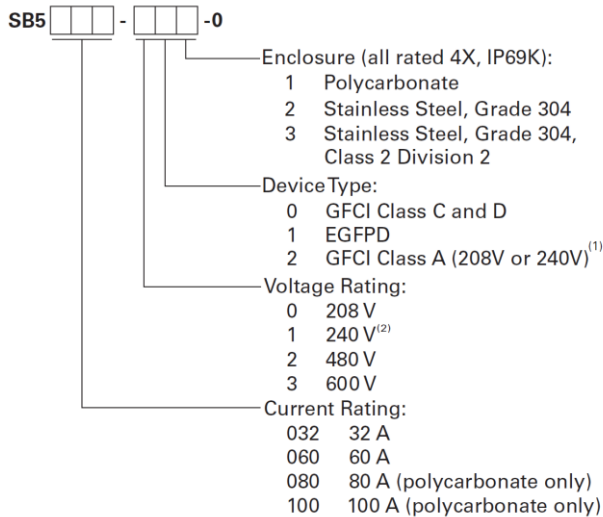 SB5 - -0
Enclosure (all rated 4X, IP69K):
1 Polycarbonate
2 Stainless Steel, Grade 304
3 Stainless Steel, Grade 304,
Class 2 Division 2
Device Type:
0 GFCI Class C and D
1 EGFPD
2 GFCI Class A (208V or 240V)(1)
Voltage Rating:
0 208 V
1 240 V(2)
2 480 V
3 600 V
Current Rating:
032 32 A
060 60 A
080 80 A (polycarbonate only)
100 100 A (polycarbonate only)